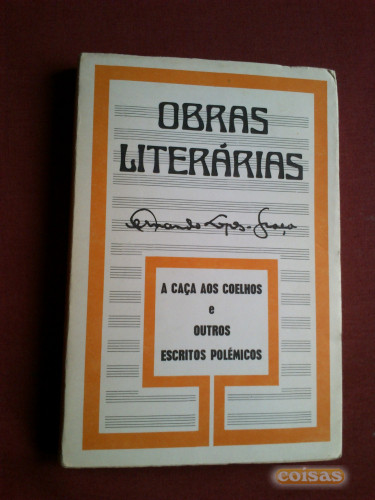 OBRAS
LITERÁRIAS
Fernando Lopes-Graça
A CAÇA AOS COELHOS
e
OUTROS
ESCRITOS POLÉMICOS
coisas